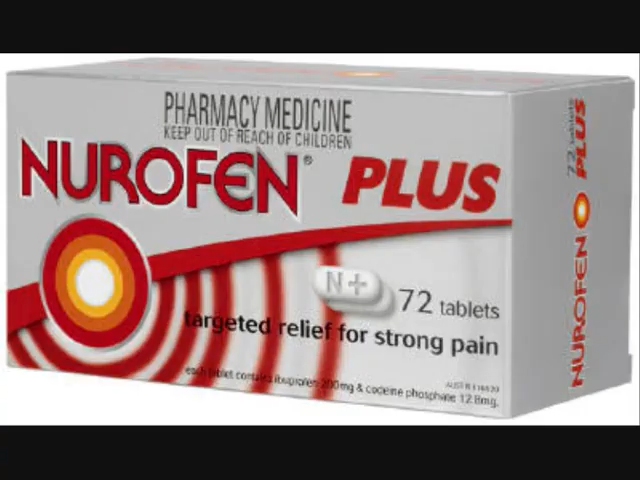 PHARMACY MEDICINE
KEEP OUT OF REACH OF CHILDREN
NUROFEN® PLUS
N+
72 tablets
targeted relief for strong pain
each tablet contains ibuprofen 200mg & codeine phosphate 12.8mg.
NUROFEN PLUS
72 tablets